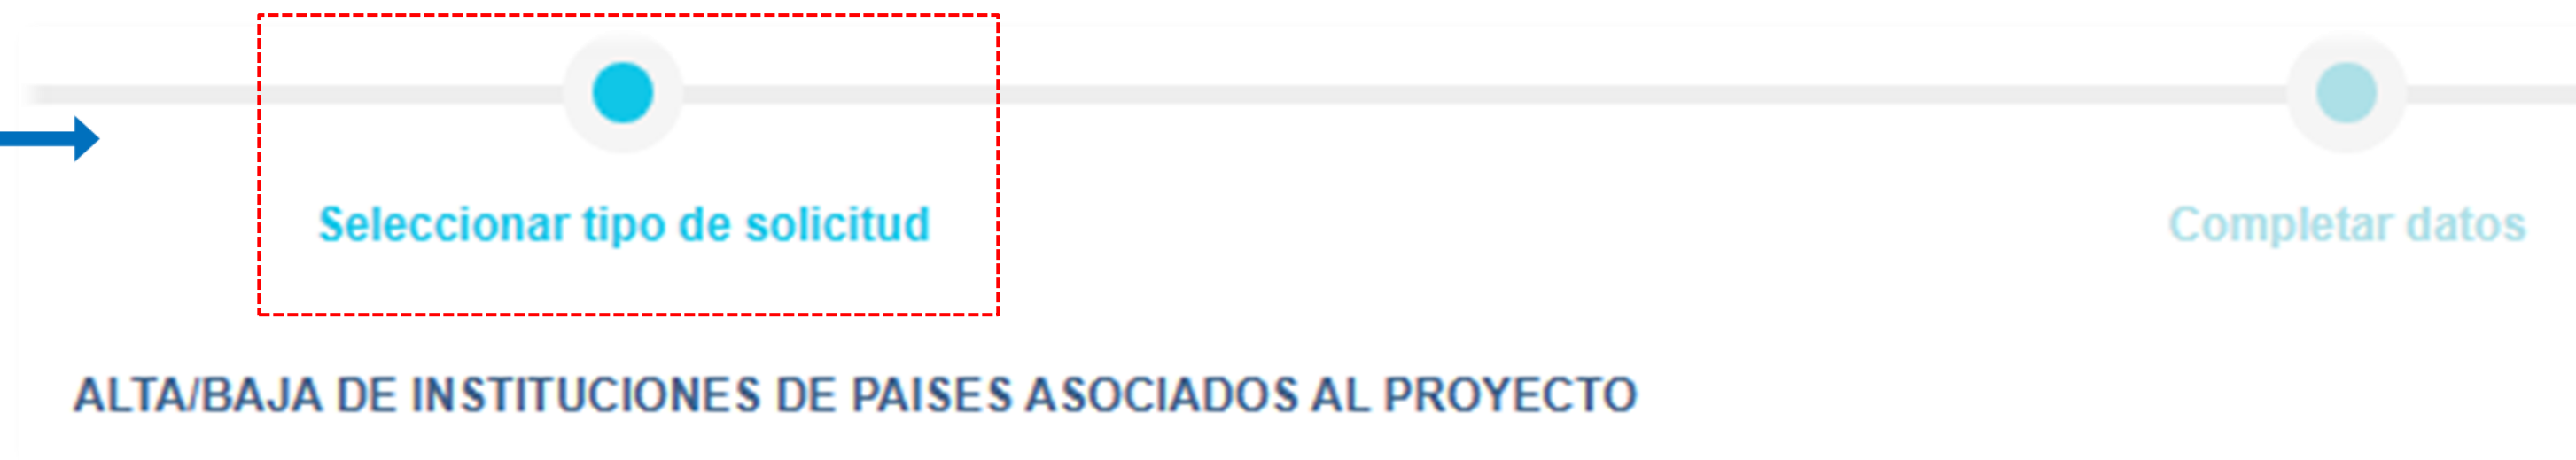 Seleccionar tipo de solicitud
Completar datos
ALTA/BAJA DE INSTITUCIONES DE PAISES ASOCIADOS AL PROYECTO